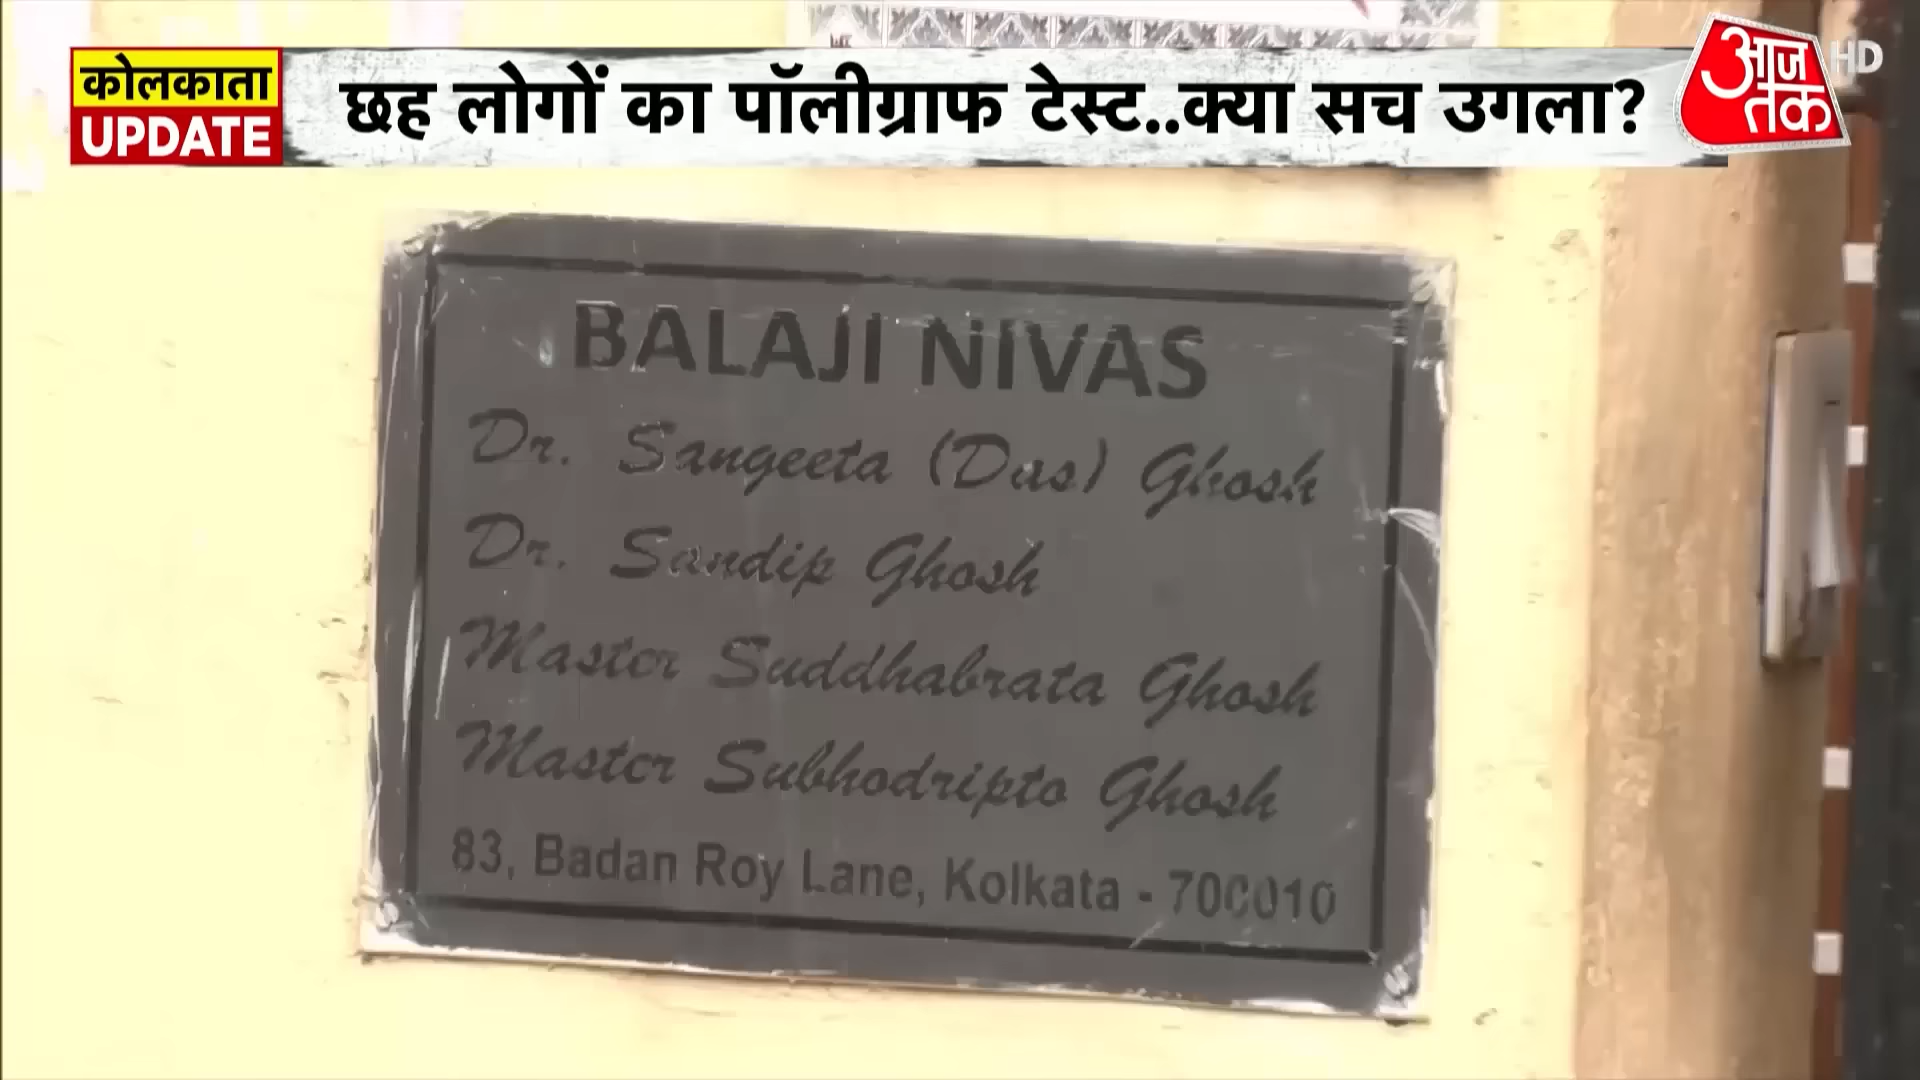 कोलकाता
UPDATE
छह लोगों का पॉलीग्राफ टेस्ट..क्या सच उगला?
आज
तक
HD
BALAJI NIVAS
Dr. Sangeeta (Das) Ghosh
Dr. Sandip Ghosh
Master Suddhabrata Ghosh
Master Subhodripto Ghosh
83, Badan Roy Lane, Kolkata - 700010